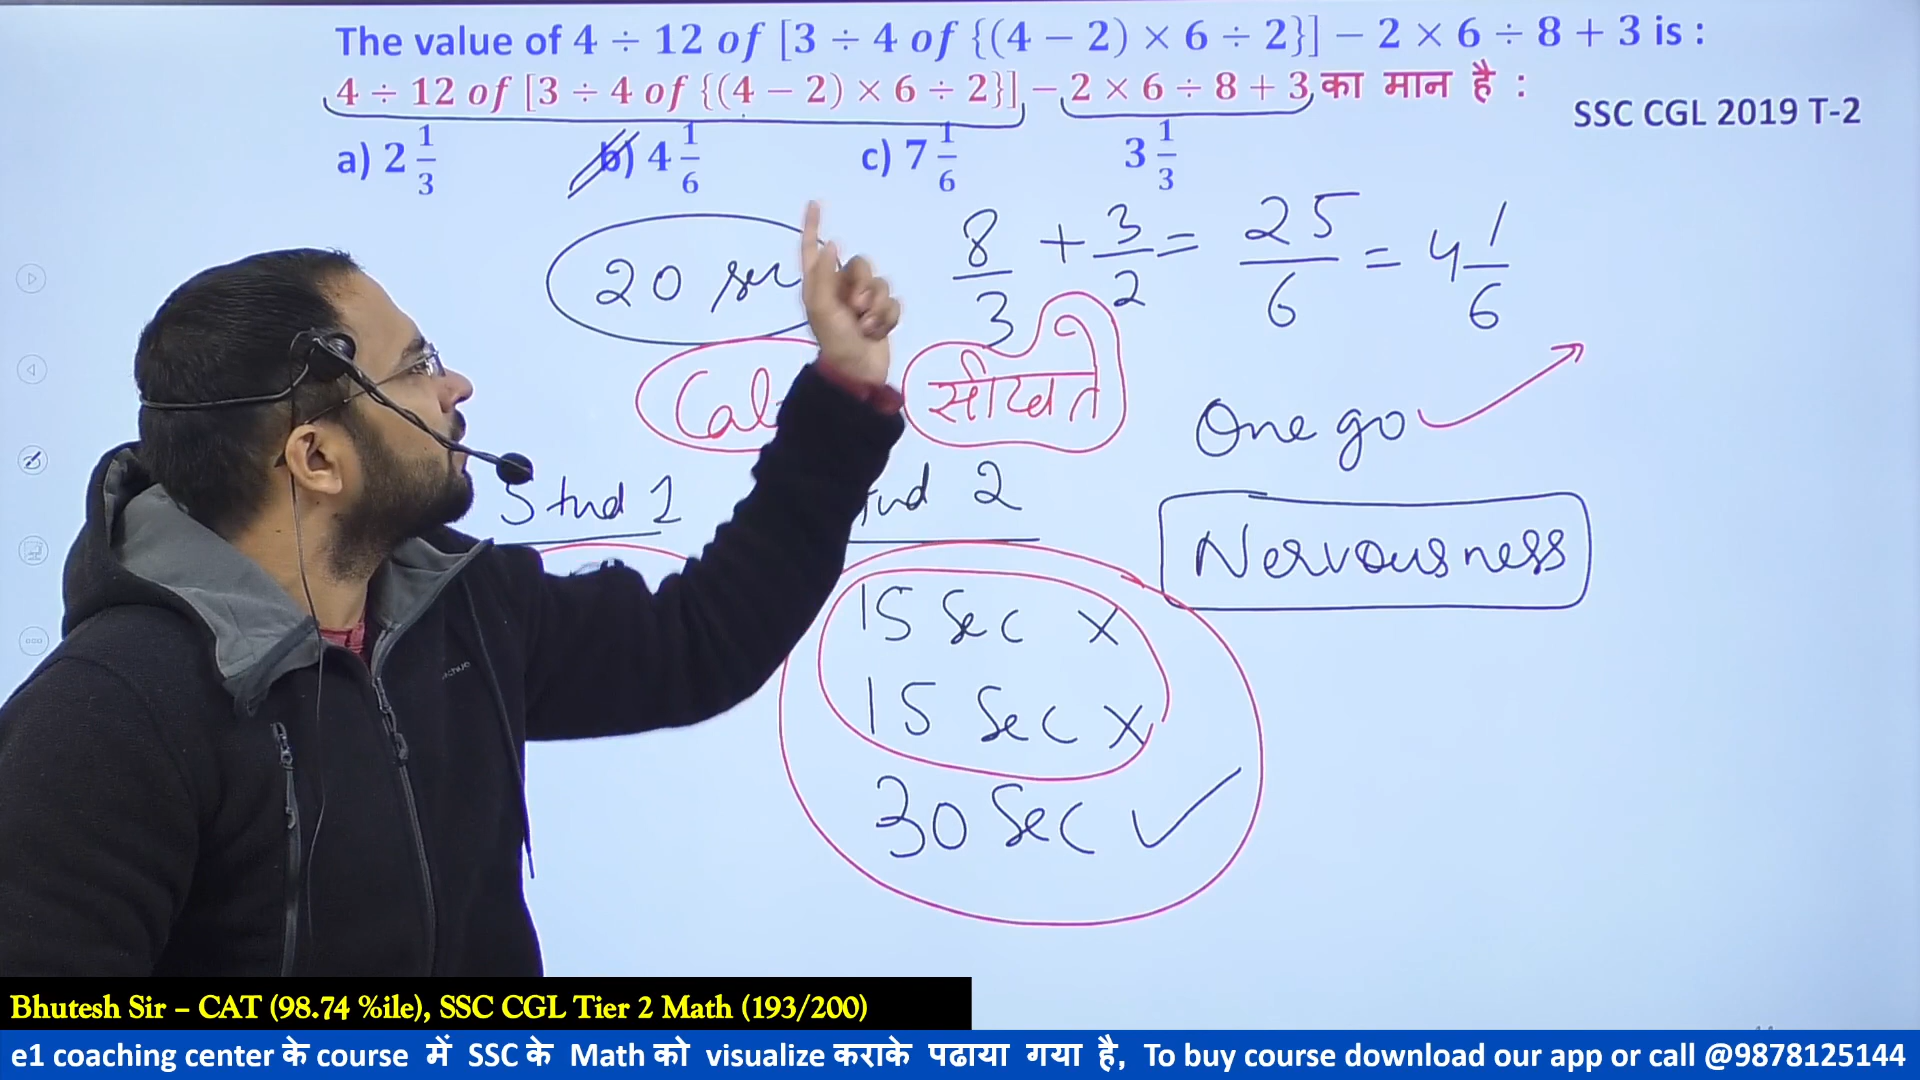 The value of 4 ÷ 12 of [3 ÷ 4 of {(4 − 2) × 6 ÷ 2}] − 2 × 6 ÷ 8 + 3 is :
4 ÷ 12 of [3 ÷ 4 of {(4 − 2) × 6 ÷ 2}] − 2 × 6 ÷ 8 + 3 का मान है :
SSC CGL 2019 T-2
a) 2 1/3 b) 4 1/6 c) 7 1/6 3 1/3
20 sec
8/3 + 3/2 = 25/6 = 4 1/6
Cal सीखते
One go
Stud 1 Stud 2
Nervousness
15 Sec X
15 Sec X
30 Sec ✓
Bhutesh Sir – CAT (98.74 %ile), SSC CGL Tier 2 Math (193/200)
e1 coaching center के course में SSC के Math को visualize कराके पढाया गया है, To buy course download our app or call @9878125144